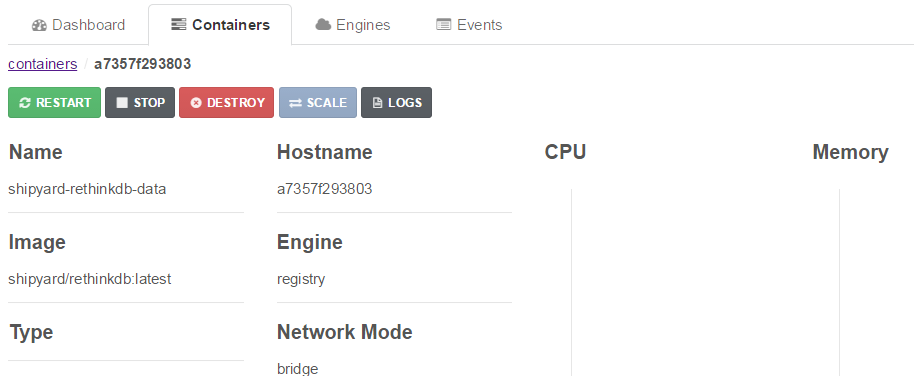 Dashboard Containers Engines Events
containers / a7357f293803
RESTART STOP DESTROY SCALE LOGS
Name Hostname CPU Memory
shipyard-rethinkdb-data a7357f293803
Image Engine
shipyard/rethinkdb:latest registry
Type Network Mode
bridge